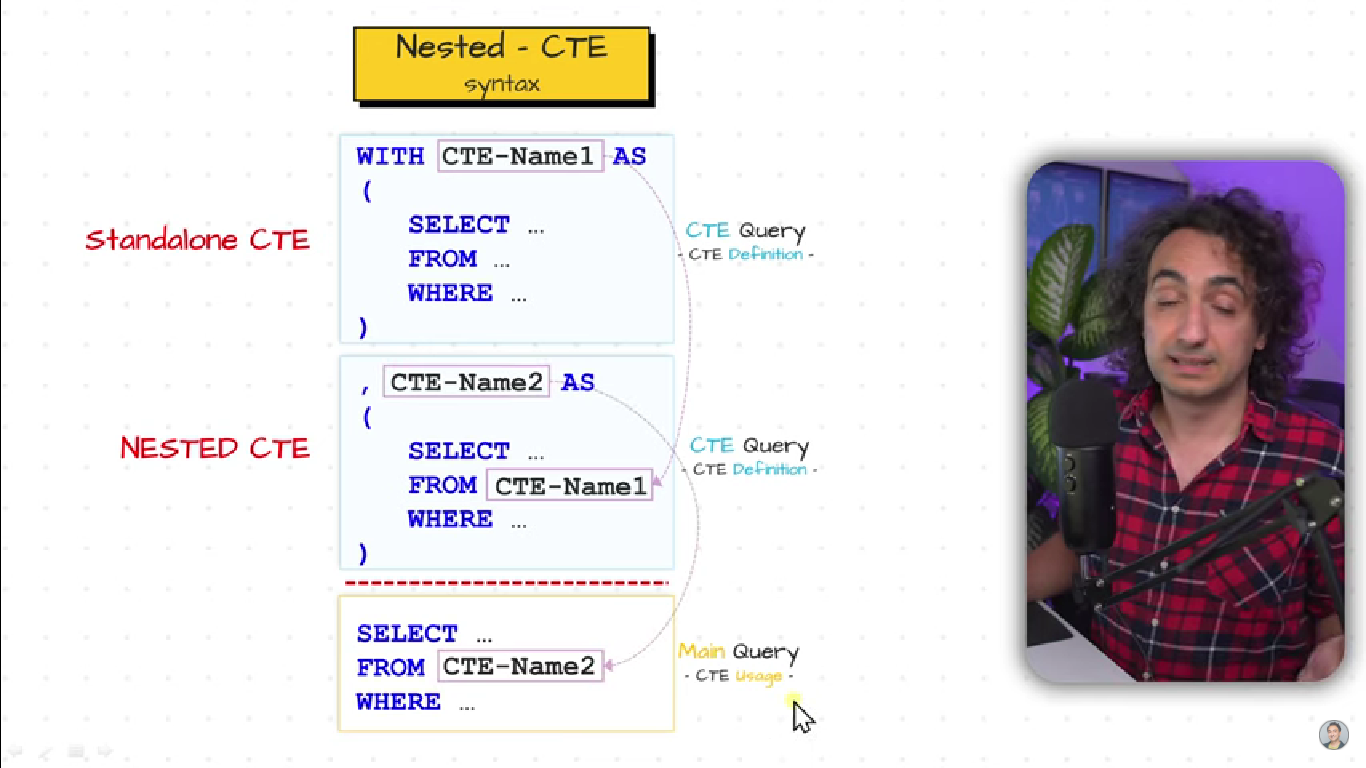 Nested - CTE
syntax
WITH CTE-Name1 AS
(
SELECT ...
FROM ...
WHERE ...
)
Standalone CTE
CTE Query
- CTE Definition -
, CTE-Name2 AS
(
SELECT ...
FROM CTE-Name1
WHERE ...
)
NESTED CTE
CTE Query
- CTE Definition -
SELECT ...
FROM CTE-Name2
WHERE ...
Main Query
- CTE Usage -